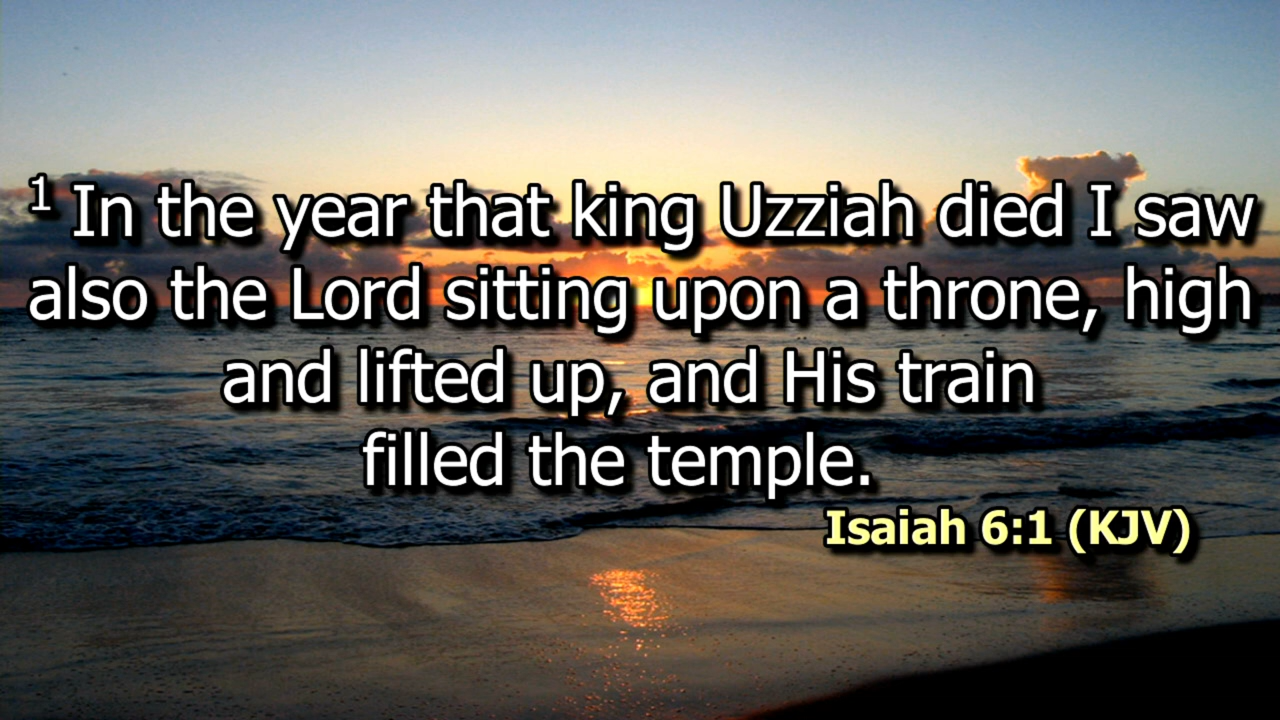 1 In the year that king Uzziah died I saw
also the Lord sitting upon a throne, high
and lifted up, and His train
filled the temple.
Isaiah 6:1 (KJV)